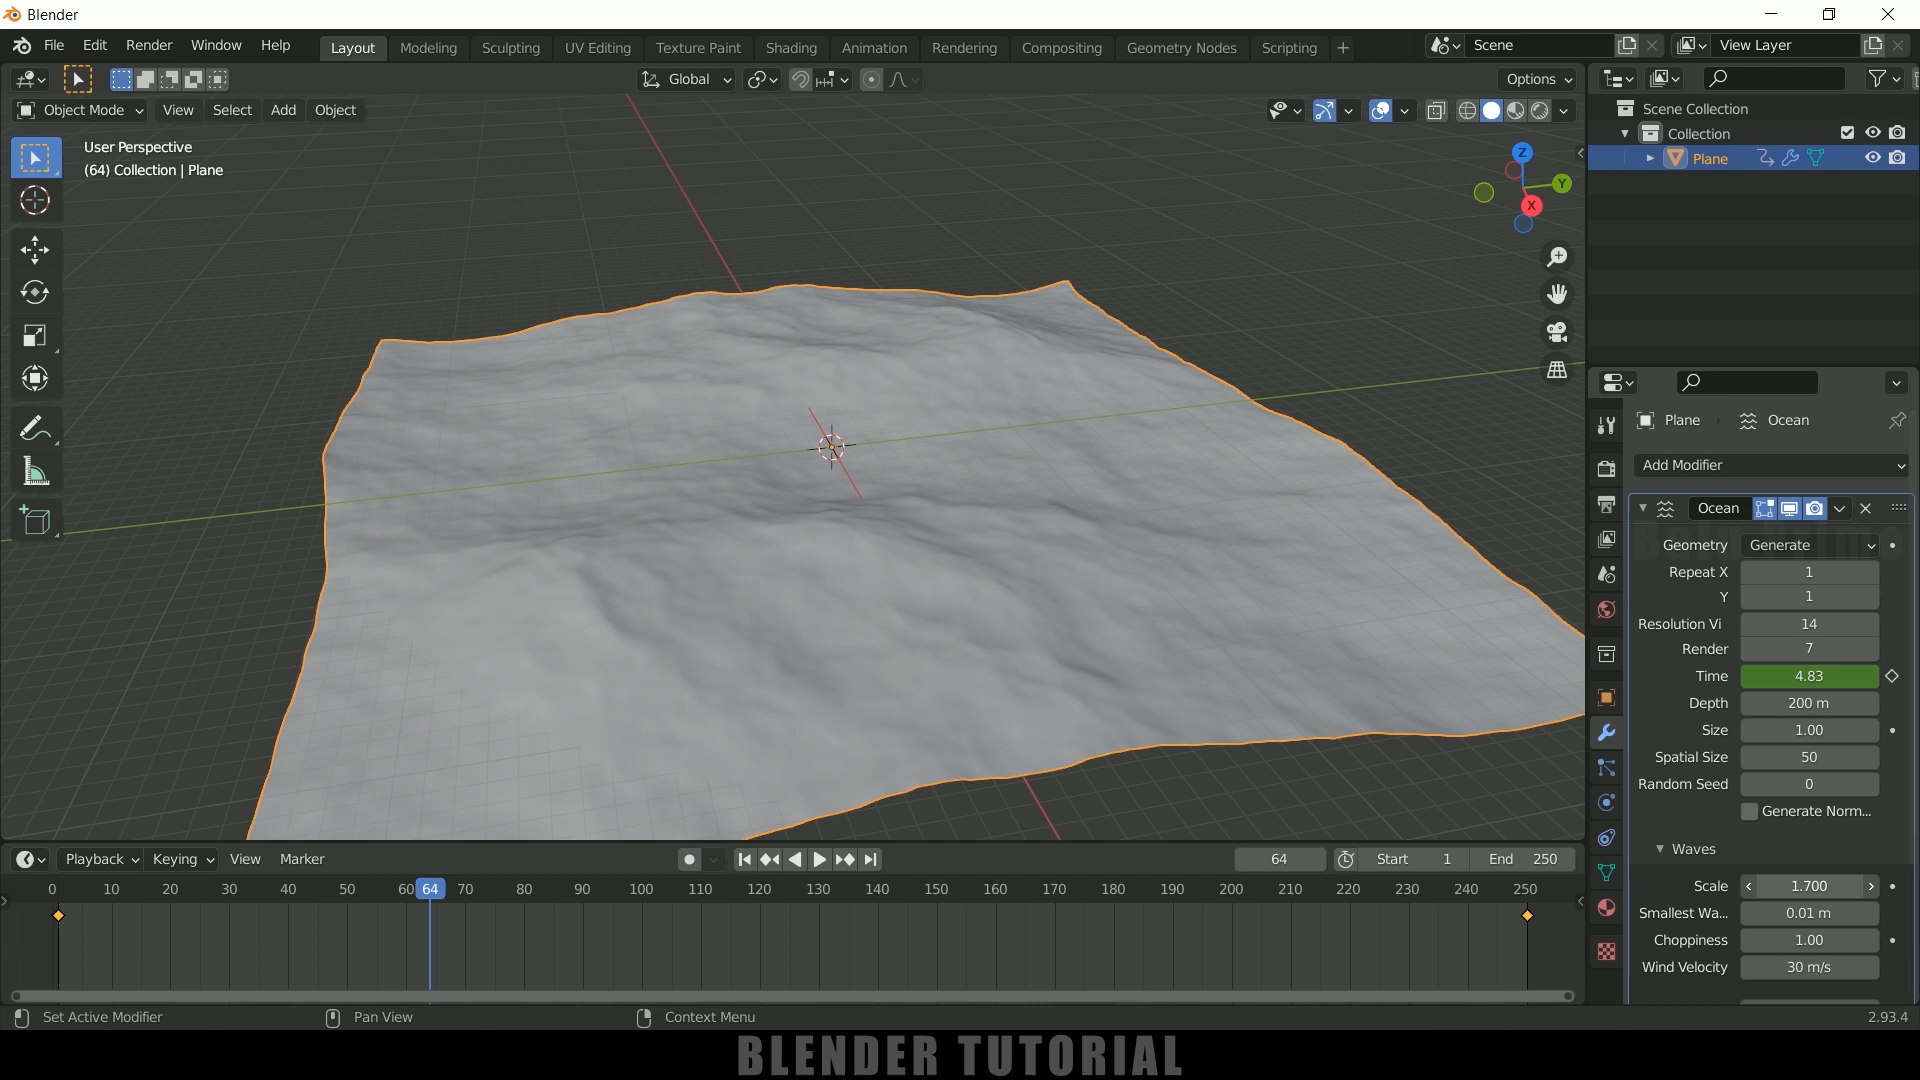 Blender
File Edit Render Window Help Layout Modeling Sculpting UV Editing Texture Paint Shading Animation Rendering Compositing Geometry Nodes Scripting + Scene View Layer
Global Options
Object Mode View Select Add Object
User Perspective
(64) Collection | Plane
Z
Y
X
Scene Collection
Collection
Plane
Plane Ocean
Add Modifier
Ocean
Geometry Generate
Repeat X 1
Y 1
Resolution Vi 14
Render 7
Time 4.83
Depth 200 m
Size 1.00
Spatial Size 50
Random Seed 0
Generate Norm...
Waves
Scale 1.700
Smallest Wa... 0.01 m
Choppiness 1.00
Wind Velocity 30 m/s
Playback Keying View Marker 64 Start 1 End 250
0 10 20 30 40 50 60 64 70 80 90 100 110 120 130 140 150 160 170 180 190 200 210 220 230 240 250
Set Active Modifier Pan View Context Menu 2.93.4
BLENDER TUTORIAL